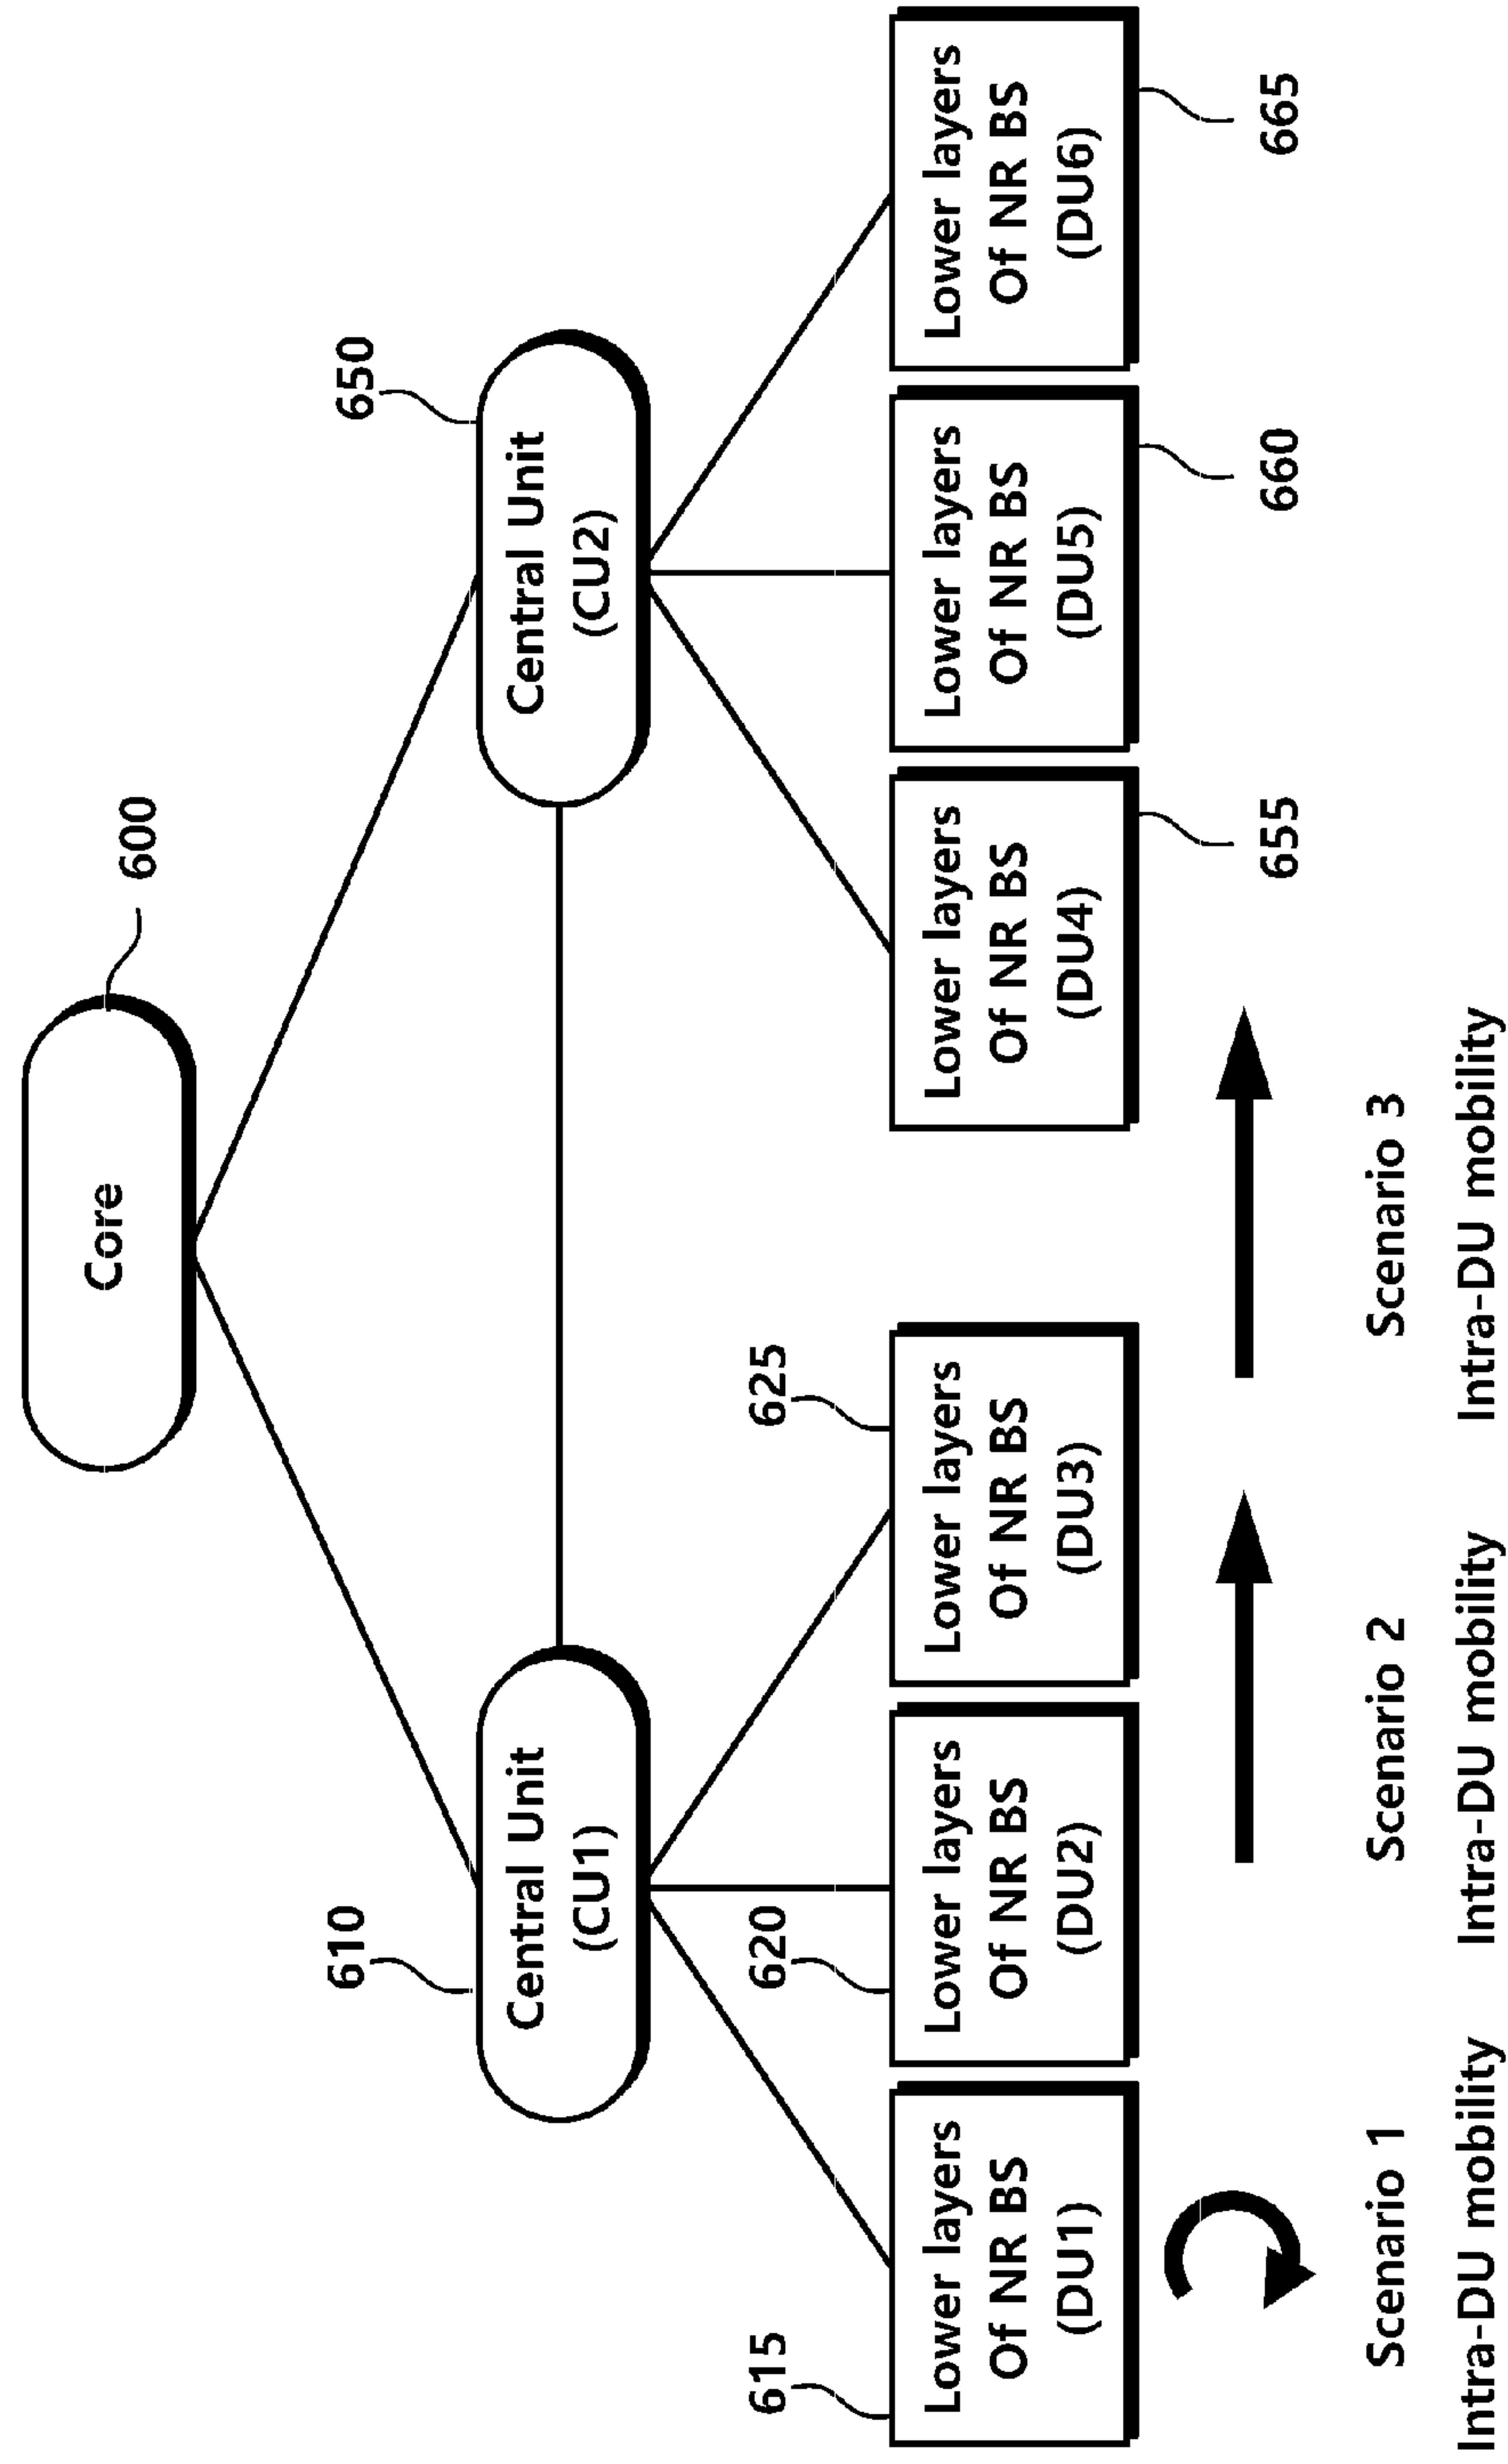 Core
600
610
Central Unit
(CU1)
650
Central Unit
(CU2)
615
Lower layers
Of NR BS
(DU1)
620
Lower layers
Of NR BS
(DU2)
625
Lower layers
Of NR BS
(DU3)
Lower layers
Of NR BS
(DU4)
655
Lower layers
Of NR BS
(DU5)
660
Lower layers
Of NR BS
(DU6)
665
Scenario 1
Intra-DU mobility
Scenario 2
Intra-DU mobility
Scenario 3
Intra-DU mobility